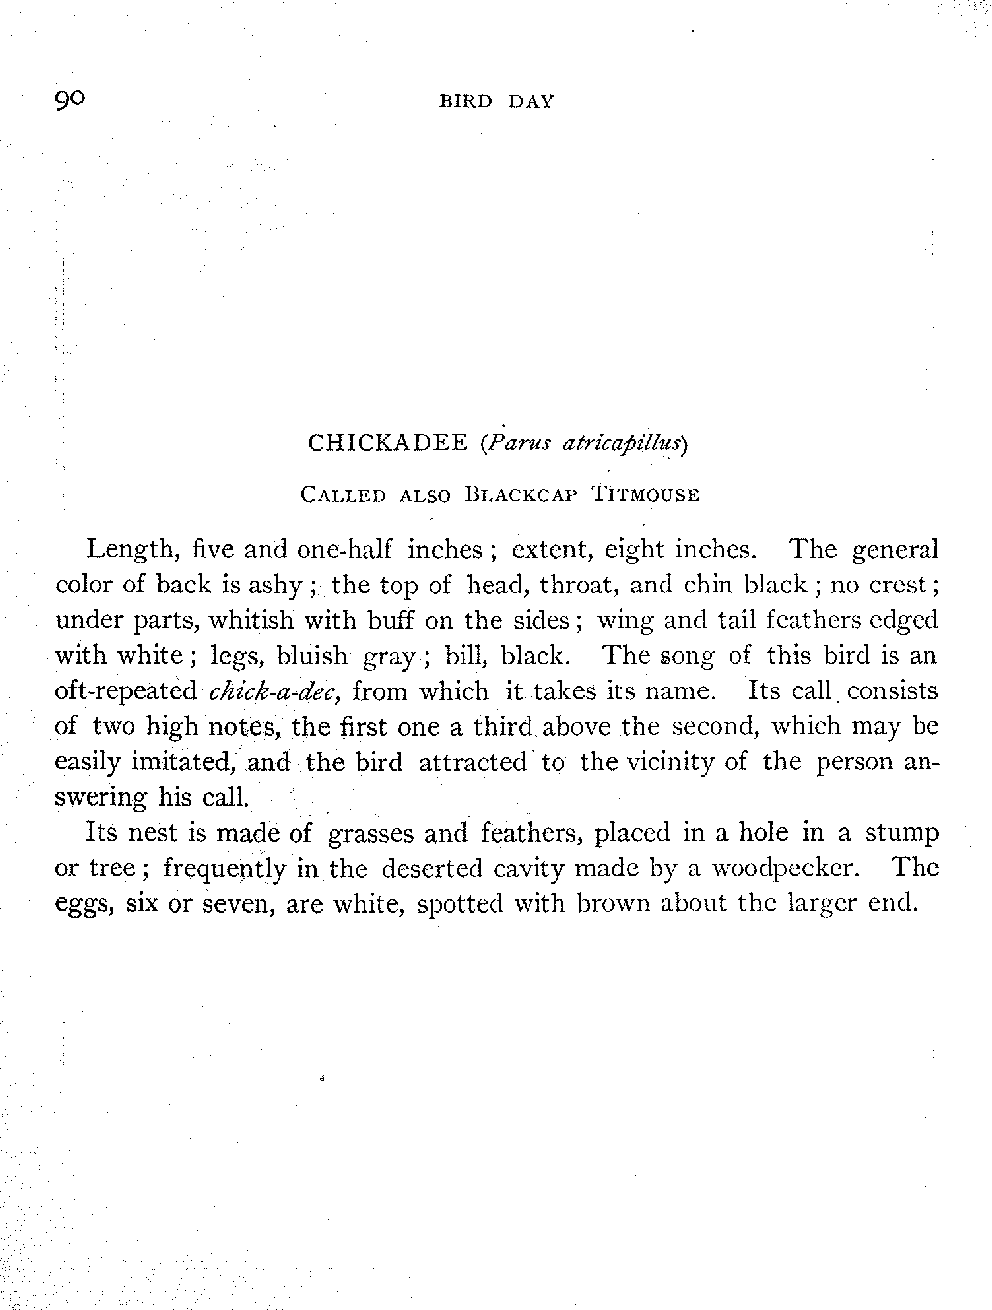 90 BIRD DAY
CHICKADEE (Parus atricapillus)
CALLED ALSO BLACKCAP TITMOUSE
Length, five and one-half inches; extent, eight inches. The general
color of back is ashy; the top of head, throat, and chin black; no crest;
under parts, whitish with buff on the sides; wing and tail feathers edged
with white; legs, bluish gray; bill, black. The song of this bird is an
oft-repeated chick-a-dee, from which it takes its name. Its call consists
of two high notes, the first one a third above the second, which may be
easily imitated, and the bird attracted to the vicinity of the person an-
swering his call.
Its nest is made of grasses and feathers, placed in a hole in a stump
or tree; frequently in the deserted cavity made by a woodpecker. The
eggs, six or seven, are white, spotted with brown about the larger end.